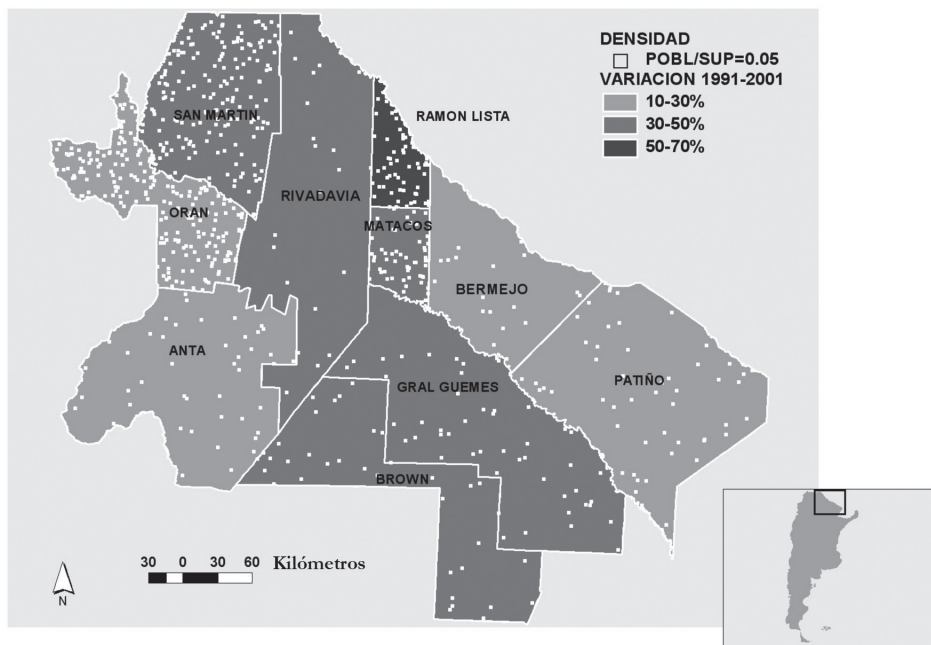 DENSIDAD
POBL/SUP=0.05
VARIACION 1991-2001
10-30%
30-50%
50-70%
SAN MARTIN
RAMON LISTA
RIVADAVIA
ORAN
MATACOS
BERMEJO
ANTA
PATIÑO
GRAL GUEMES
BROWN
30 0 30 60 Kilómetros
N